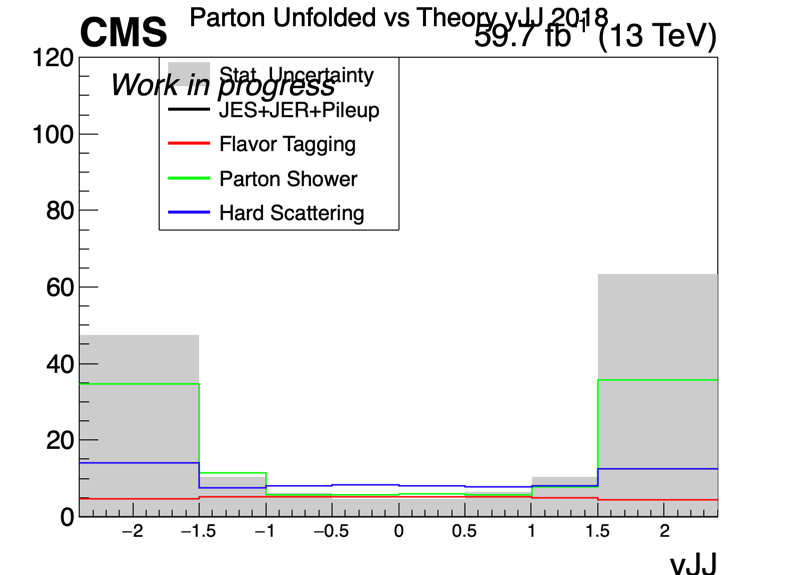 Parton Unfolded vs Theory yJJ 2018
CMS
59.7 fb⁻¹ (13 TeV)
Work in progress
Stat. Uncertainty
JES+JER+Pileup
Flavor Tagging
Parton Shower
Hard Scattering
120
100
80
60
40
20
0
−2 −1.5 −1 −0.5 0 0.5 1 1.5 2
yJJ